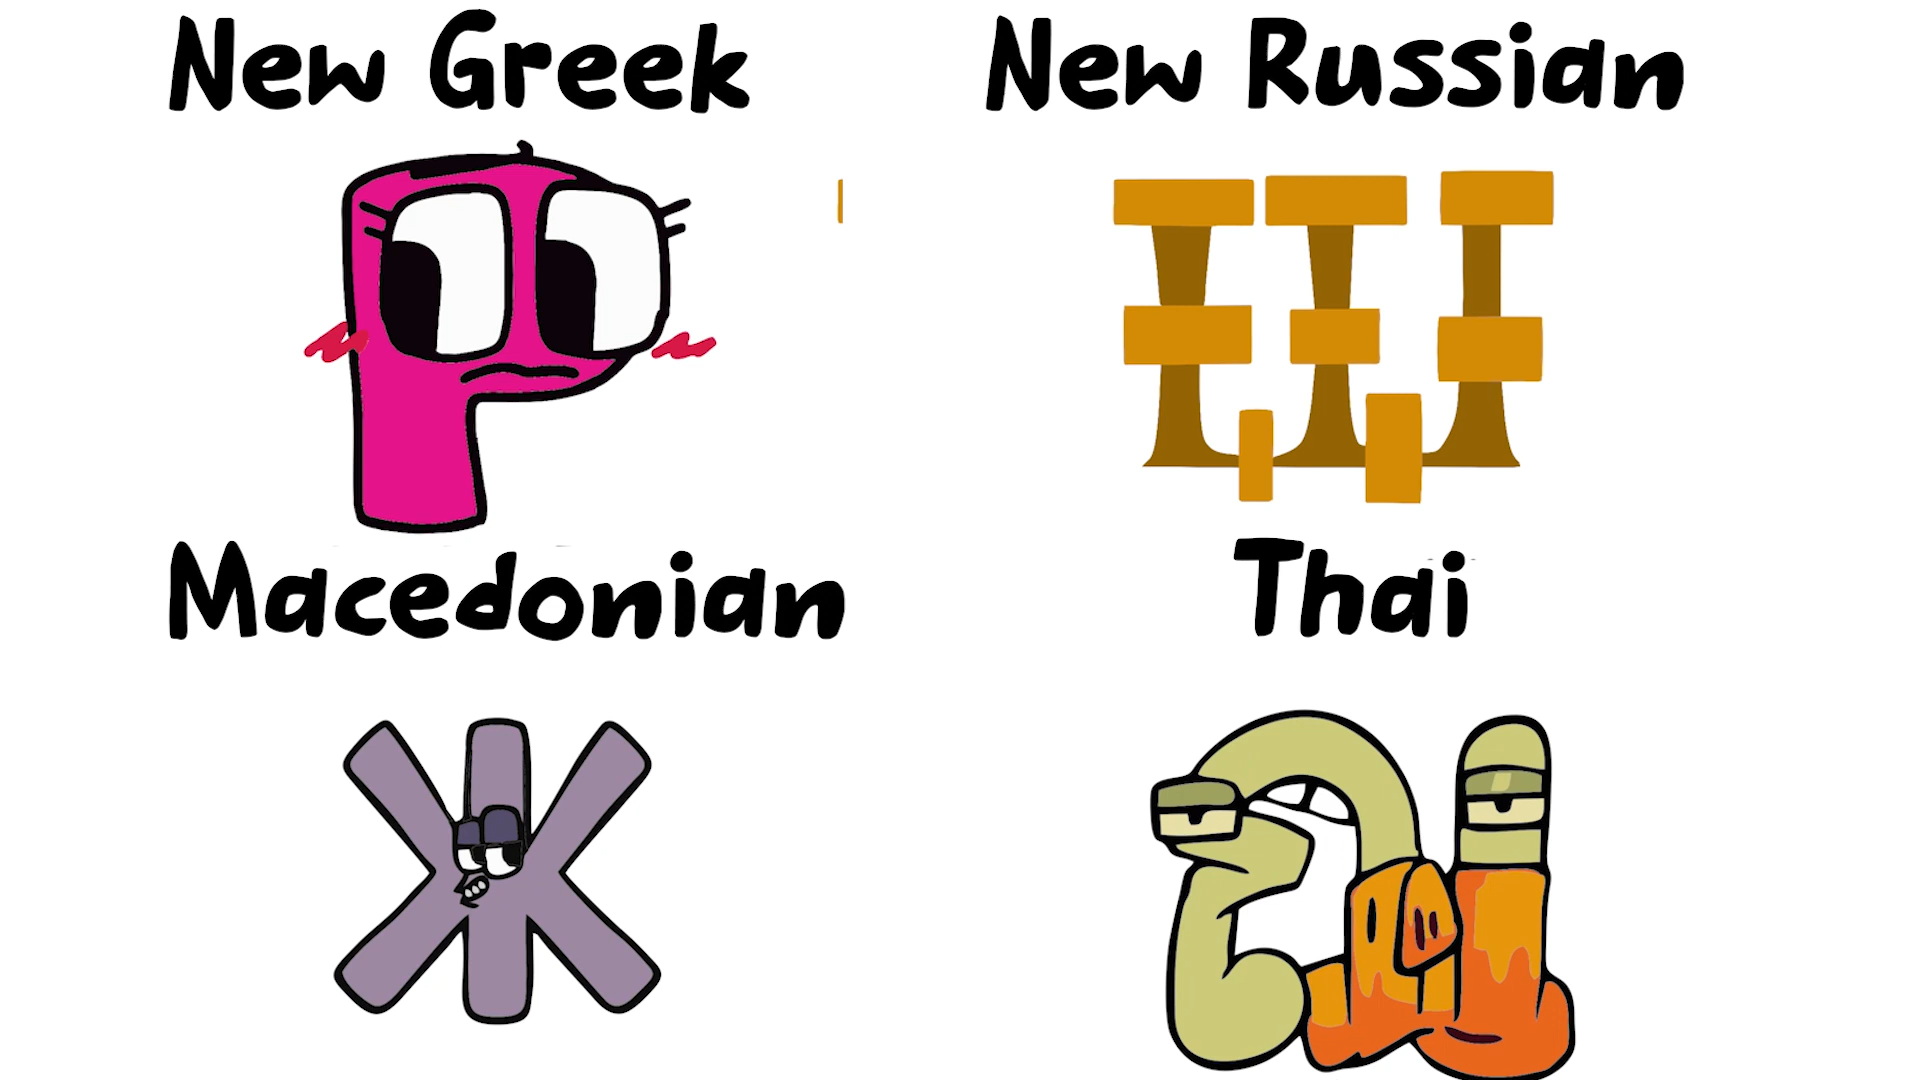 New Greek
New Russian
Ρ
Ш
Macedonian
Thai
Ж